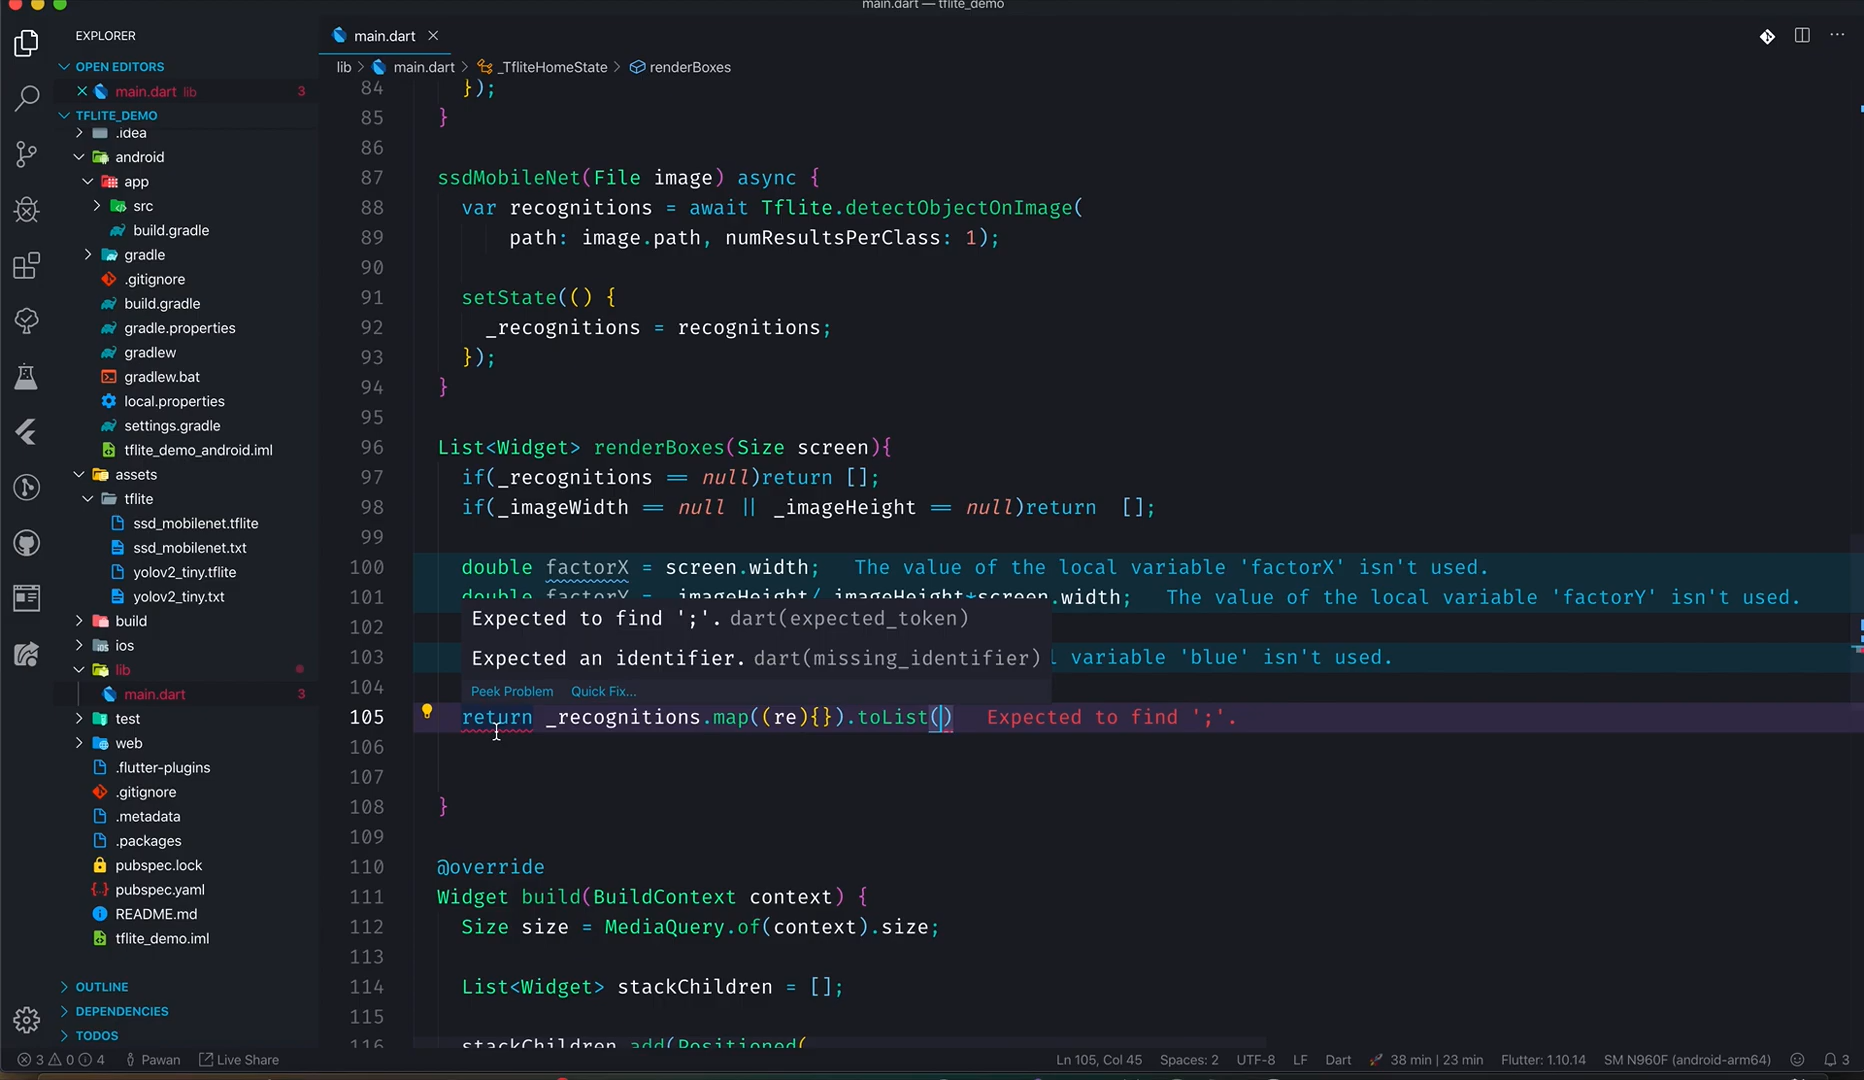 main.dart — tflite_demo
EXPLORER
main.dart
OPEN EDITORS
main.dart lib 3
TFLITE_DEMO
.idea
android
app
src
build.gradle
gradle
.gitignore
build.gradle
gradle.properties
gradlew
gradlew.bat
local.properties
settings.gradle
tflite_demo_android.iml
assets
tflite
ssd_mobilenet.tflite
ssd_mobilenet.txt
yolov2_tiny.tflite
yolov2_tiny.txt
build
ios
lib
main.dart 3
test
web
.flutter-plugins
.gitignore
.metadata
.packages
pubspec.lock
pubspec.yaml
README.md
tflite_demo.iml
OUTLINE
DEPENDENCIES
TODOS
lib > main.dart > _TfliteHomeState > renderBoxes
84 });
85 }
86
87 ssdMobileNet(File image) async {
88 var recognitions = await Tflite.detectObjectOnImage(
89 path: image.path, numResultsPerClass: 1);
90
91 setState(() {
92 _recognitions = recognitions;
93 });
94 }
95
96 List<Widget> renderBoxes(Size screen){
97 if(_recognitions == null)return [];
98 if(_imageWidth == null || _imageHeight == null)return [];
99
100 double factorX = screen.width; The value of the local variable 'factorX' isn't used.
101 double factorY = _imageHeight/_imageHeight*screen.width; The value of the local variable 'factorY' isn't used.
102 Expected to find ';'. dart(expected_token)
103 Expected an identifier. dart(missing_identifier) l variable 'blue' isn't used.
104 Peek Problem Quick Fix...
105 return _recognitions.map((re){}).toList() Expected to find ';'.
106
107
108 }
109
110 @override
111 Widget build(BuildContext context) {
112 Size size = MediaQuery.of(context).size;
113
114 List<Widget> stackChildren = [];
115
116 stackChildren.add(Positioned(
3 0 4 Pawan Live Share Ln 105, Col 45 Spaces: 2 UTF-8 LF Dart 38 min | 23 min Flutter: 1.10.14 SM N960F (android-arm64) 3